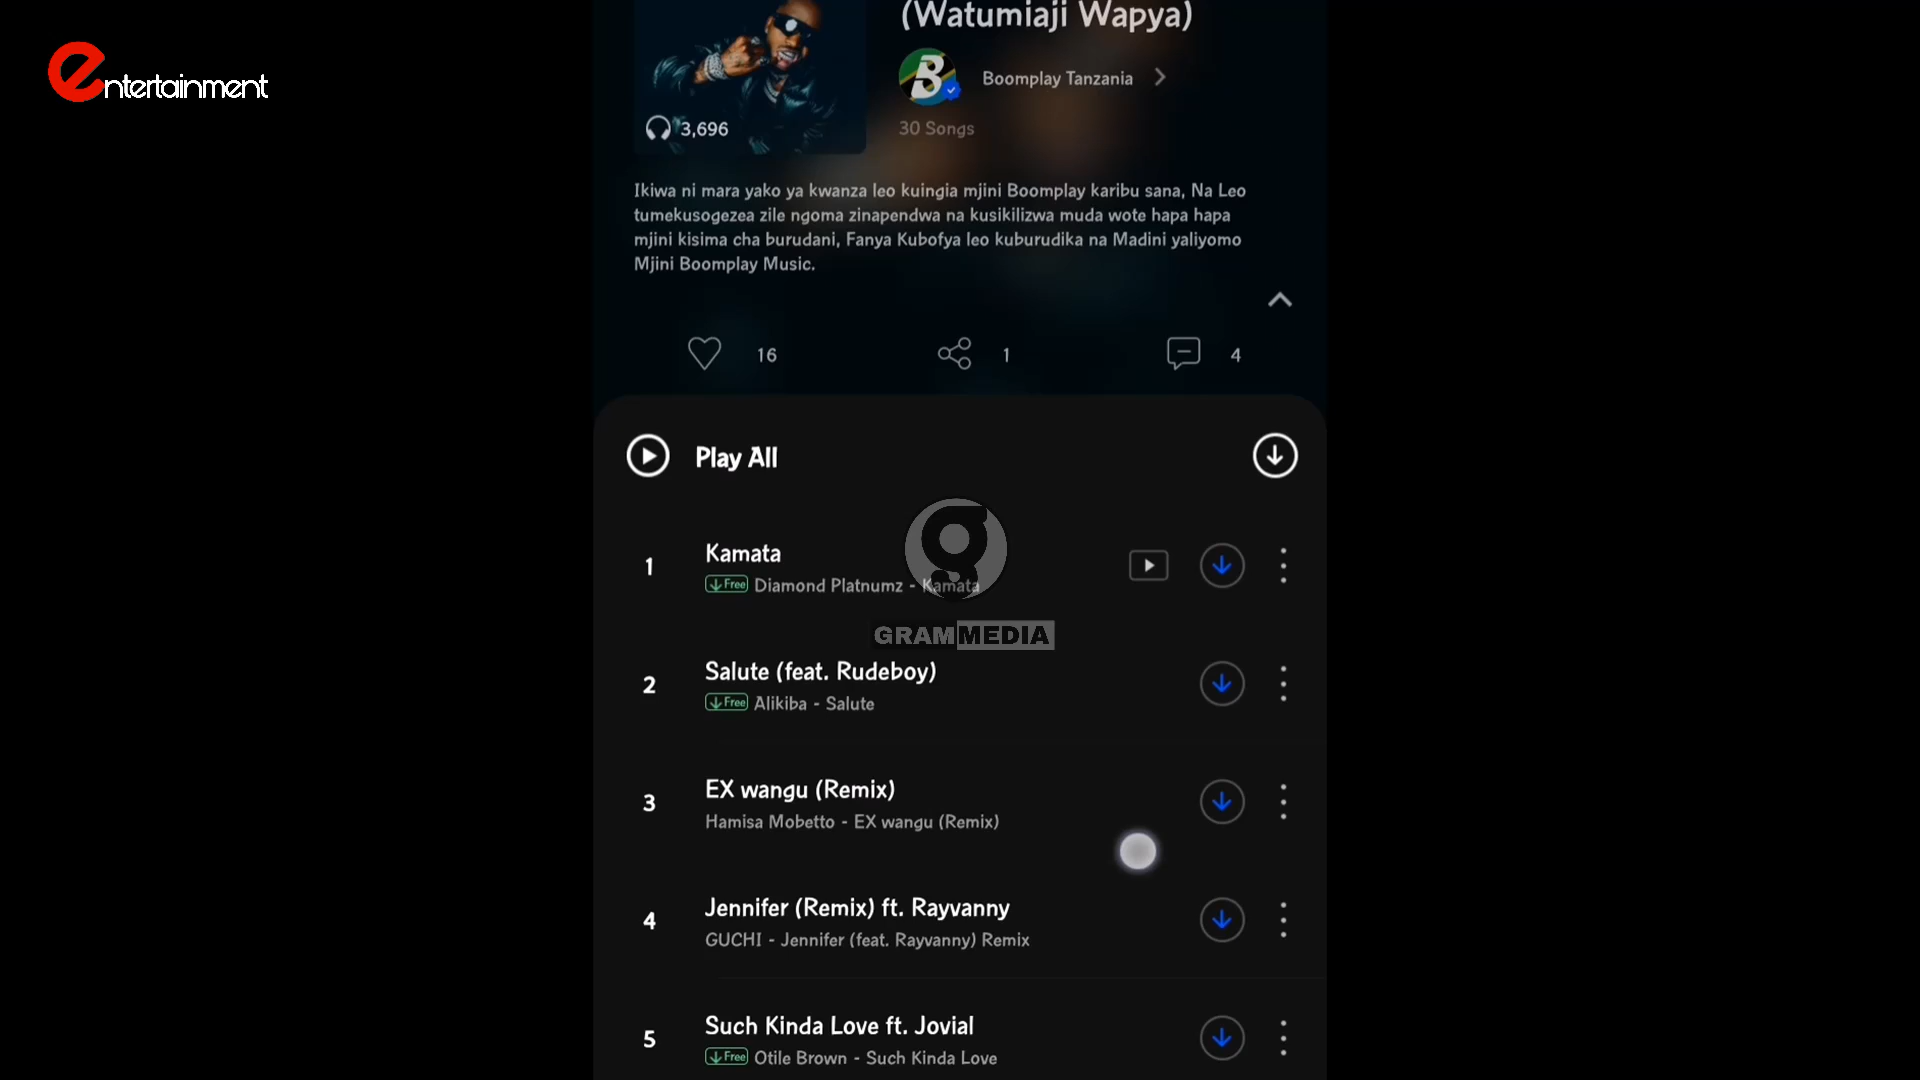 entertainment
(Watumiaji Wapya)
Boomplay Tanzania
30 Songs
3,696
Ikiwa ni mara yako ya kwanza leo kuingia mjini Boomplay karibu sana, Na Leo
tumekusogezea zile ngoma zinapendwa na kusikilizwa muda wote hapa hapa
mjini kisima cha burudani, Fanya Kubofya leo kuburudika na Madini yaliyomo
Mjini Boomplay Music.
16
1
4
Play All
1
Kamata
Free Diamond Platnumz - Kamata
GRAMMEDIA
2
Salute (feat. Rudeboy)
Free Alikiba - Salute
3
EX wangu (Remix)
Hamisa Mobetto - EX wangu (Remix)
4
Jennifer (Remix) ft. Rayvanny
GUCHI - Jennifer (feat. Rayvanny) Remix
5
Such Kinda Love ft. Jovial
Free Otile Brown - Such Kinda Love